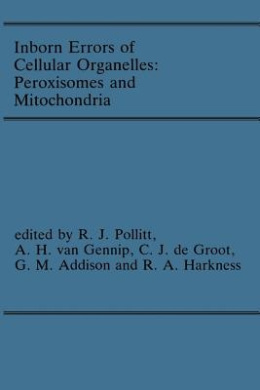 Inborn Errors of
Cellular Organelles:
Peroxisomes and
Mitochondria
edited by R. J. Pollitt,
A. H. van Gennip, C. J. de Groot,
G. M. Addison and R. A. Harkness